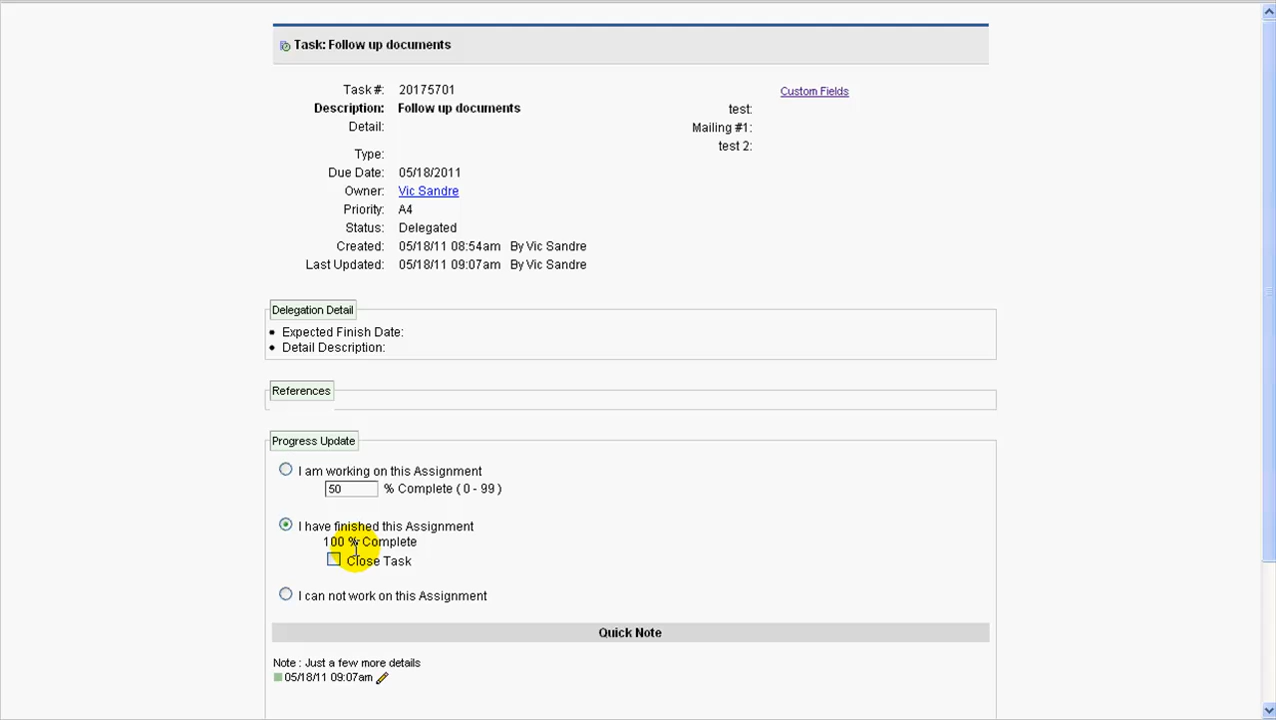 Task: Follow up documents
Task #: 20175701
Custom Fields
Description: Follow up documents
test:
Detail:
Mailing #1:
test 2:
Type:
Due Date: 05/18/2011
Owner: Vic Sandre
Priority: A4
Status: Delegated
Created: 05/18/11 08:54am By Vic Sandre
Last Updated: 05/18/11 09:07am By Vic Sandre
Delegation Detail
Expected Finish Date:
Detail Description:
References
Progress Update
I am working on this Assignment
50 % Complete ( 0 - 99 )
I have finished this Assignment
100 % Complete
Close Task
I can not work on this Assignment
Quick Note
Note : Just a few more details
05/18/11 09:07am